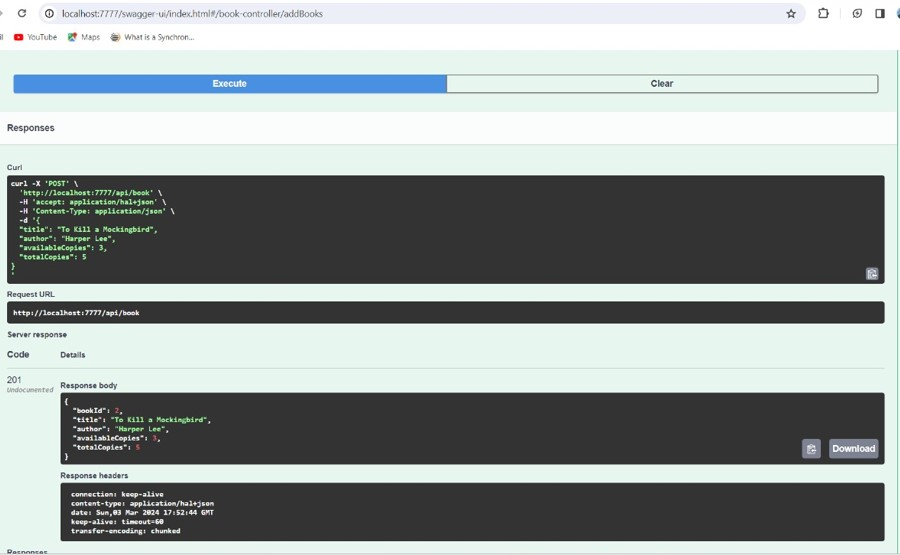 localhost:7777/swagger-ui/index.html#/book-controller/addBooks
YouTube Maps What is a Synchron...
Execute Clear
Responses
Curl
curl -X 'POST' \
'http://localhost:7777/api/book' \
-H 'accept: application/hal+json' \
-H 'Content-Type: application/json' \
-d '{
"title": "To Kill a Mockingbird",
"author": "Harper Lee",
"availableCopies": 3,
"totalCopies": 5
}
'
Request URL
http://localhost:7777/api/book
Server response
Code Details
201
Undocumented
Response body
{
"bookId": 2,
"title": "To Kill a Mockingbird",
"author": "Harper Lee",
"availableCopies": 3,
"totalCopies": 5
}
Download
Response headers
connection: keep-alive
content-type: application/hal+json
date: Sun,03 Mar 2024 17:52:44 GMT
keep-alive: timeout=60
transfer-encoding: chunked
Responses